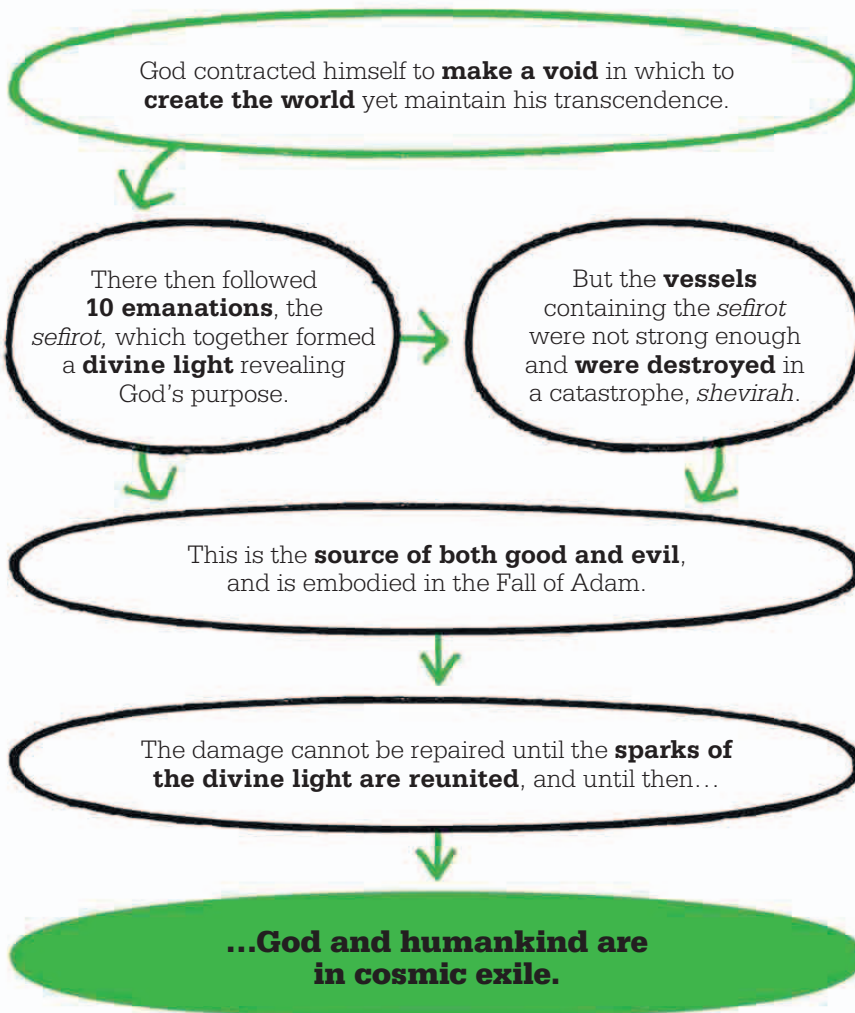 God contracted himself to make a void in which to
create the world yet maintain his transcendence.
There then followed
10 emanations, the
sefirot, which together formed
a divine light revealing
God's purpose.
But the vessels
containing the sefirot
were not strong enough
and were destroyed in
a catastrophe, shevirah.
This is the source of both good and evil,
and is embodied in the Fall of Adam.
The damage cannot be repaired until the sparks of
the divine light are reunited, and until then…
…God and humankind are
in cosmic exile.